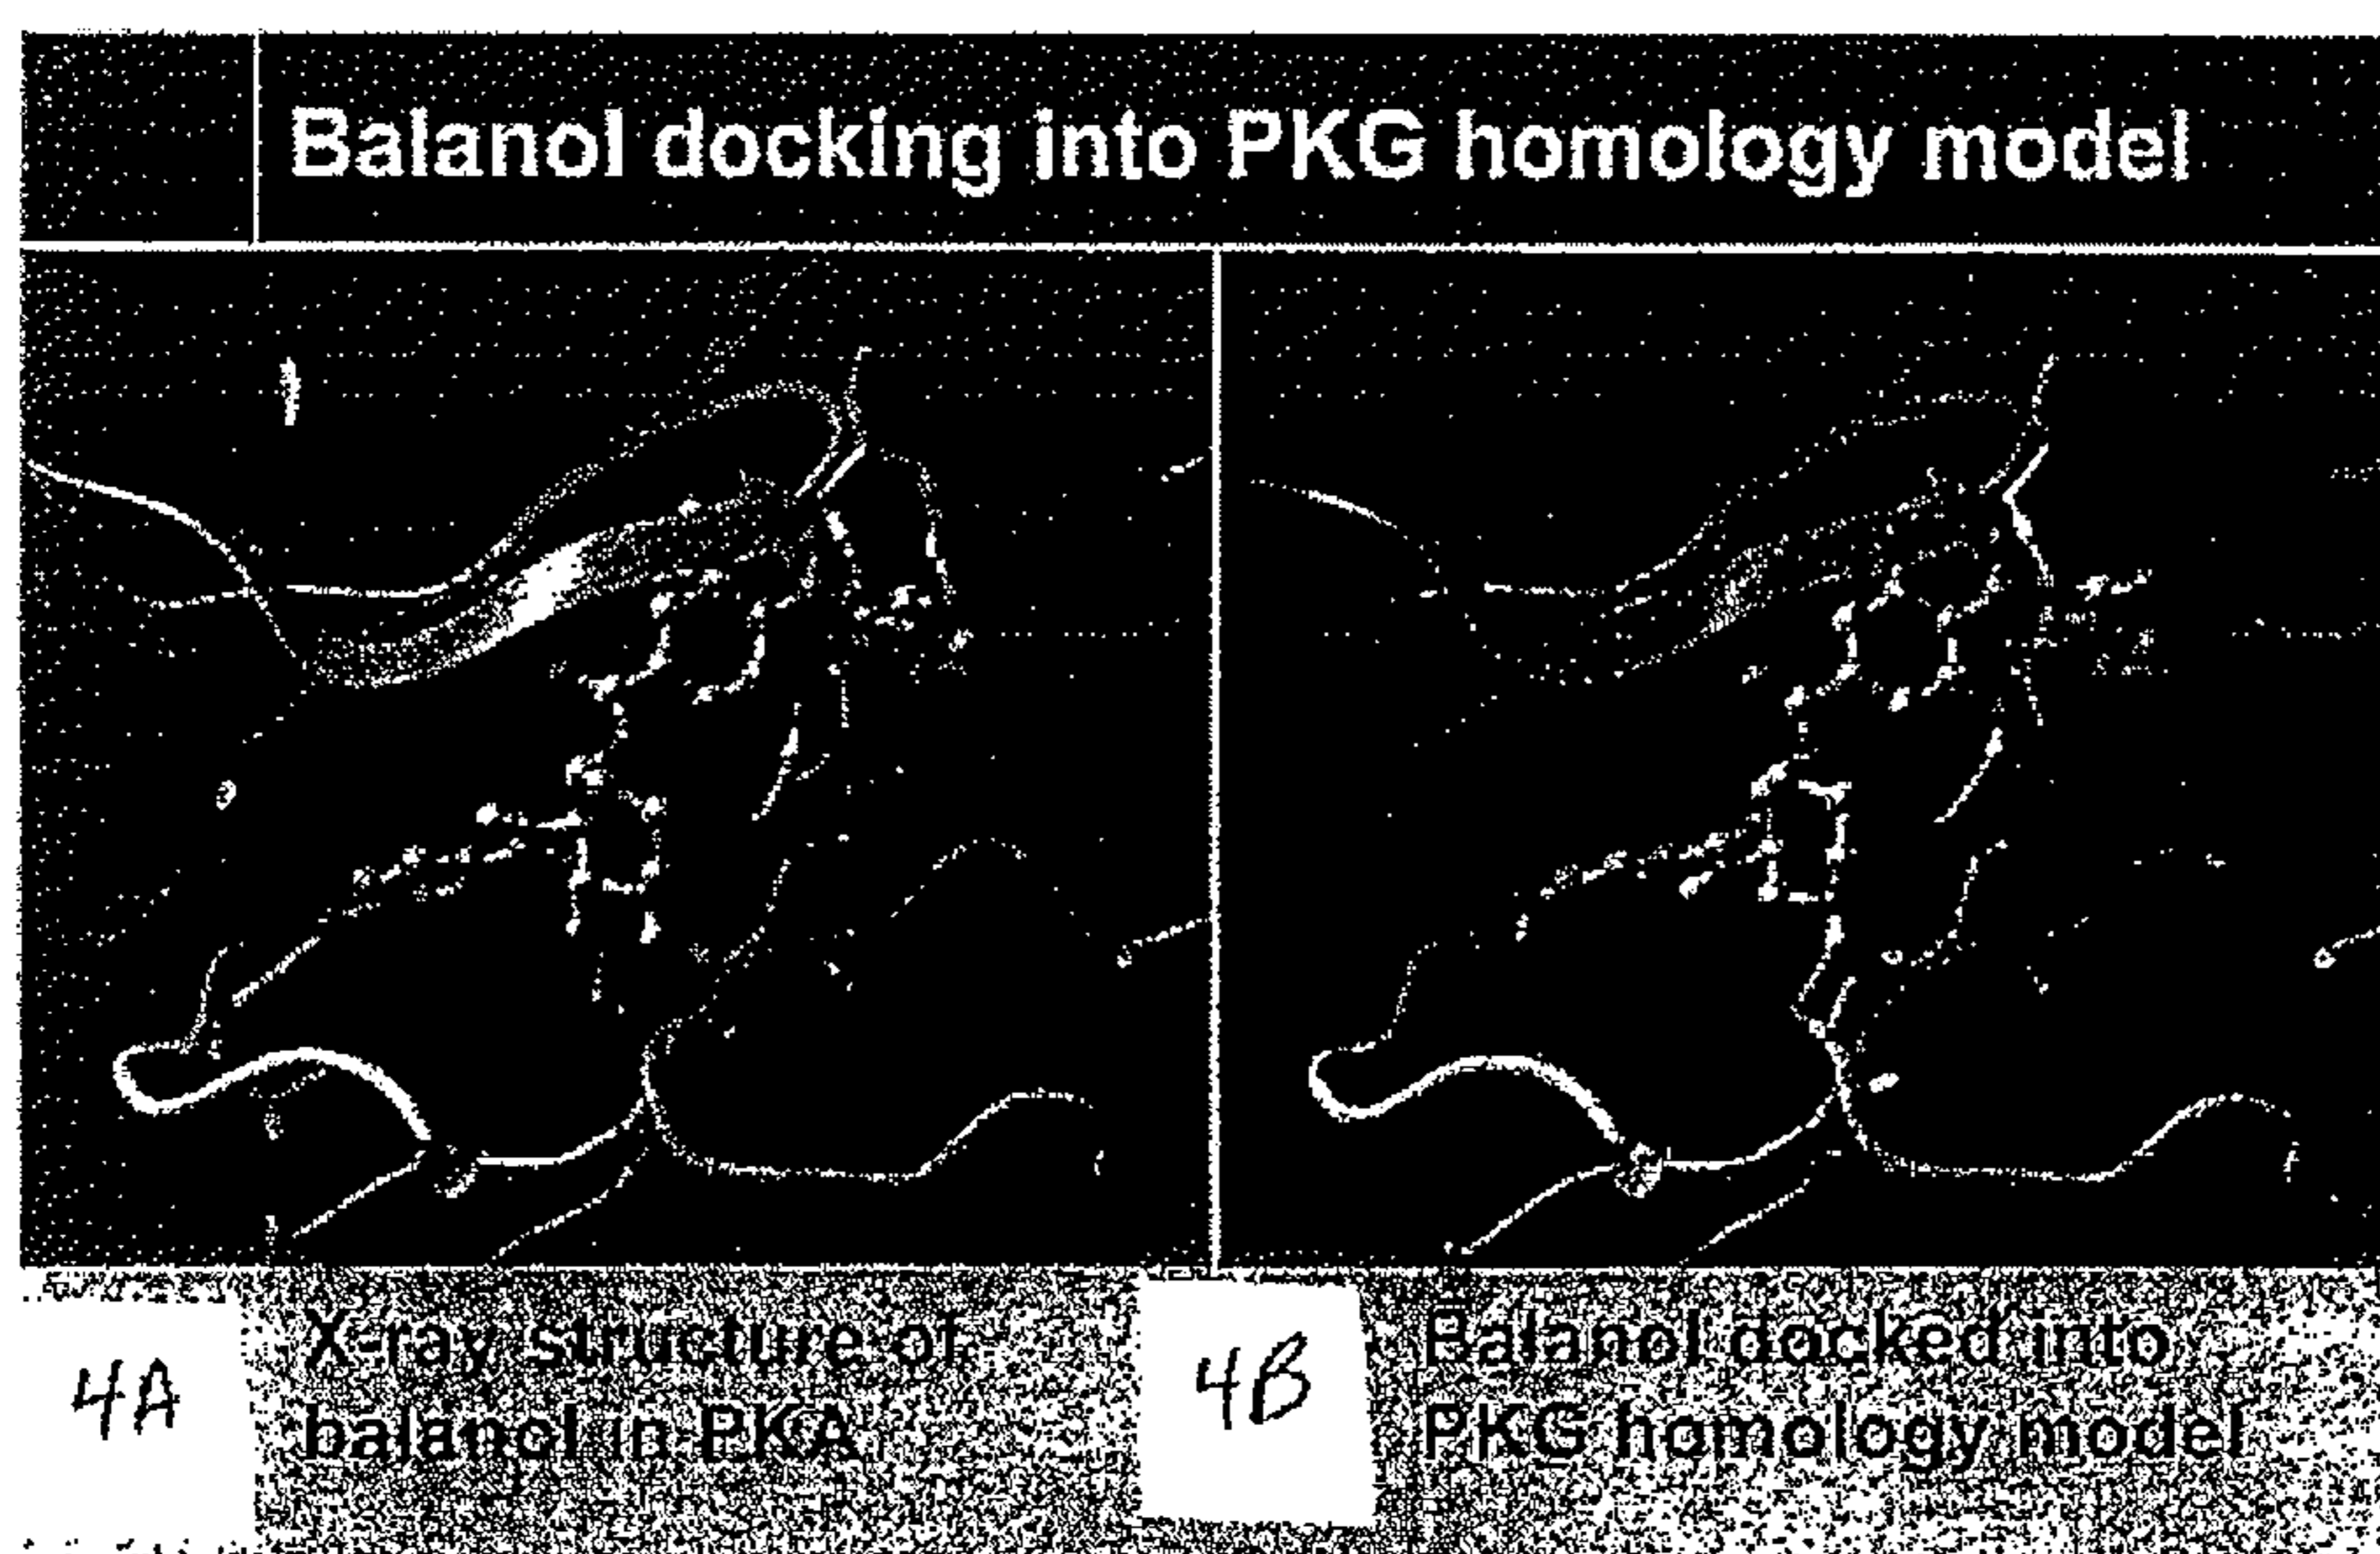 Balanol docking into PKG homology model
4A
X-ray structure of
balanol in PKA
4B
Balanol docked into
PKG homology model